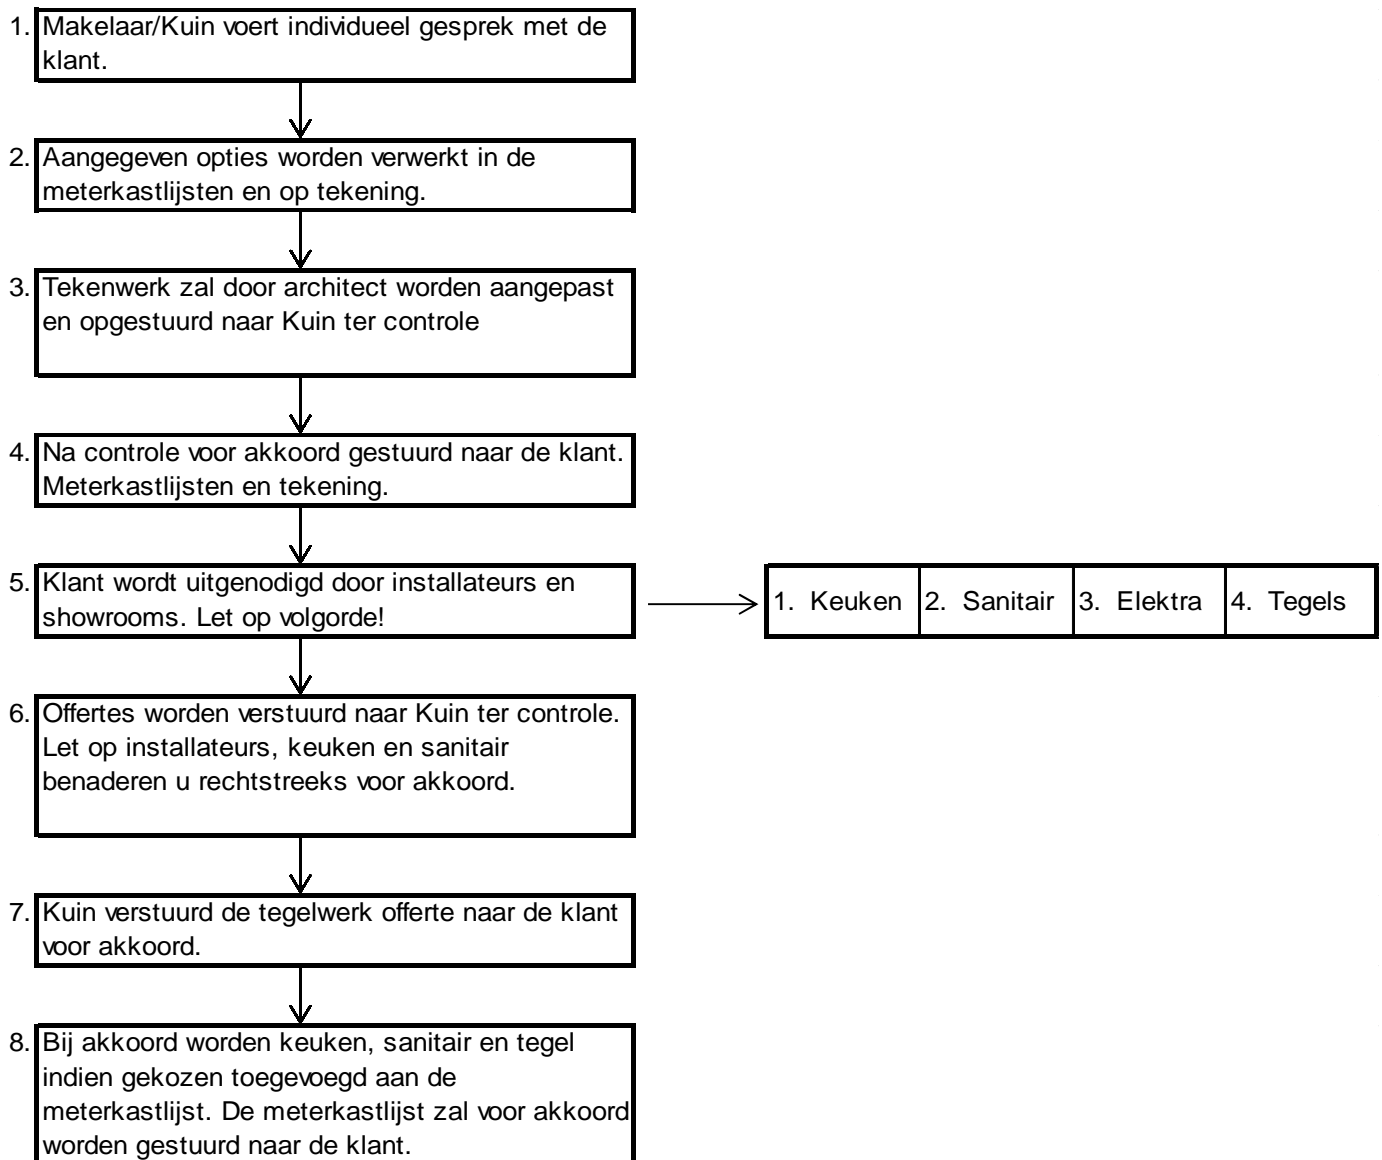 1. Makelaar/Kuin voert individueel gesprek met de
klant.
2. Aangegeven opties worden verwerkt in de
meterkastlijsten en op tekening.
3. Tekenwerk zal door architect worden aangepast
en opgestuurd naar Kuin ter controle
4. Na controle voor akkoord gestuurd naar de klant.
Meterkastlijsten en tekening.
5. Klant wordt uitgenodigd door installateurs en
showrooms. Let op volgorde!
1. Keuken 2. Sanitair 3. Elektra 4. Tegels
6. Offertes worden verstuurd naar Kuin ter controle.
Let op installateurs, keuken en sanitair
benaderen u rechtstreeks voor akkoord.
7. Kuin verstuurd de tegelwerk offerte naar de klant
voor akkoord.
8. Bij akkoord worden keuken, sanitair en tegel
indien gekozen toegevoegd aan de
meterkastlijst. De meterkastlijst zal voor akkoord
worden gestuurd naar de klant.